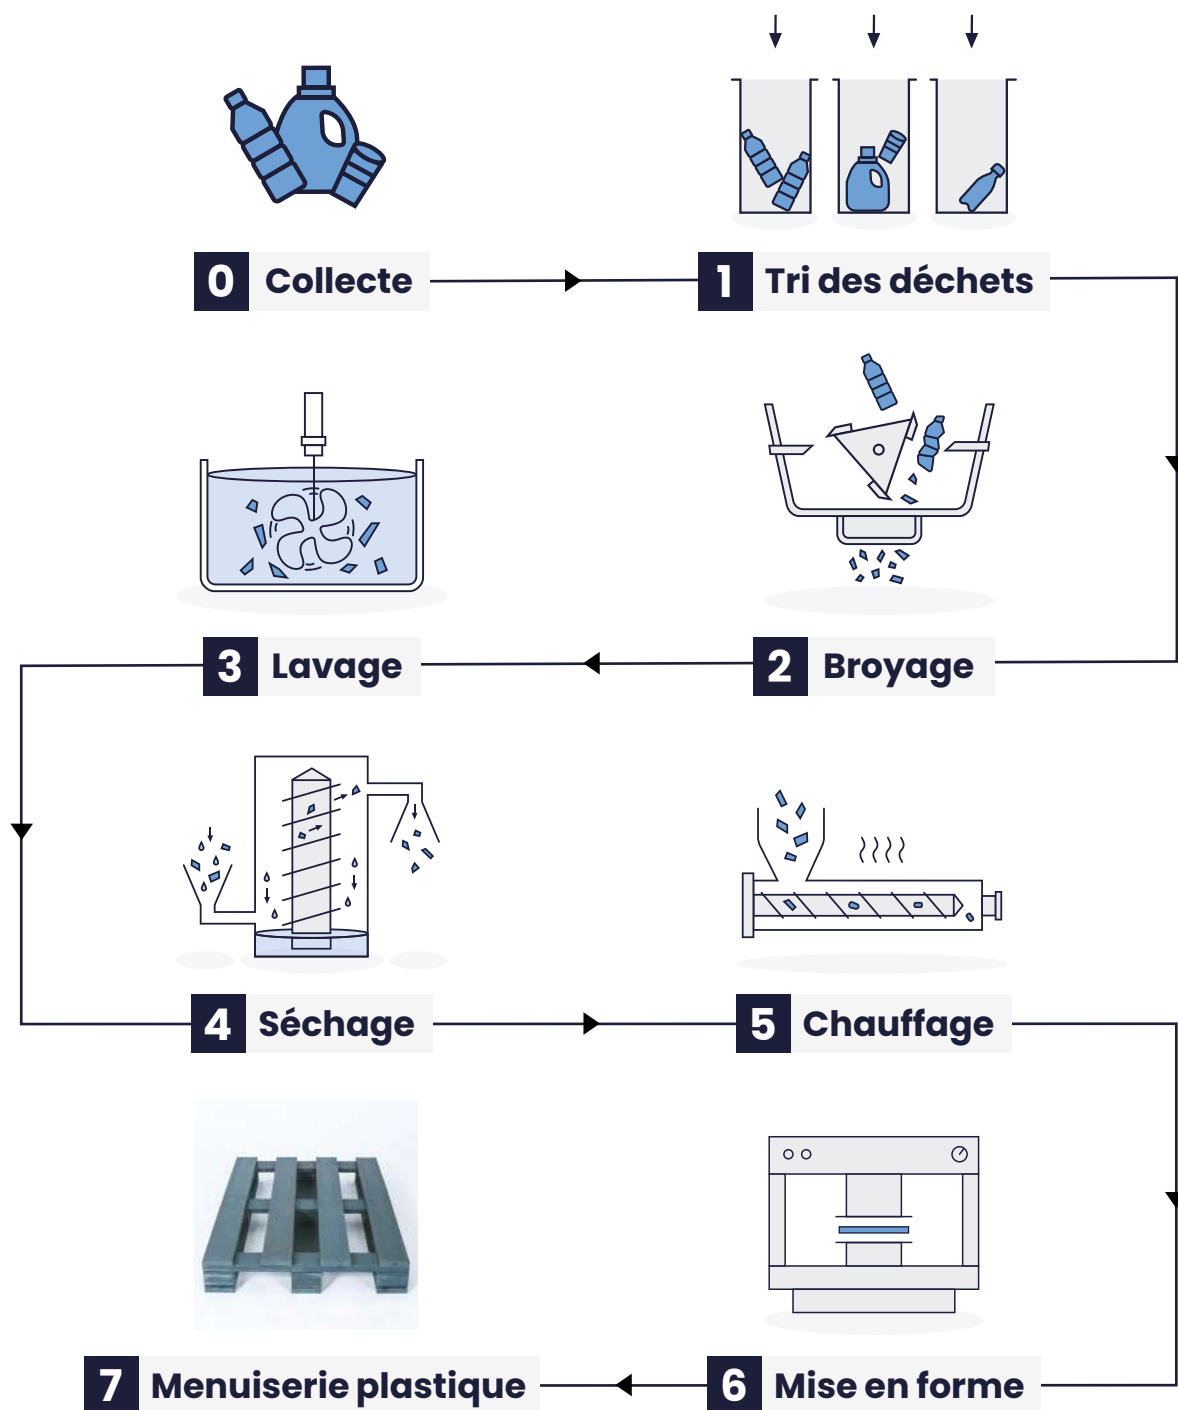 0 Collecte
1 Tri des déchets
2 Broyage
3 Lavage
4 Séchage
5 Chauffage
6 Mise en forme
7 Menuiserie plastique